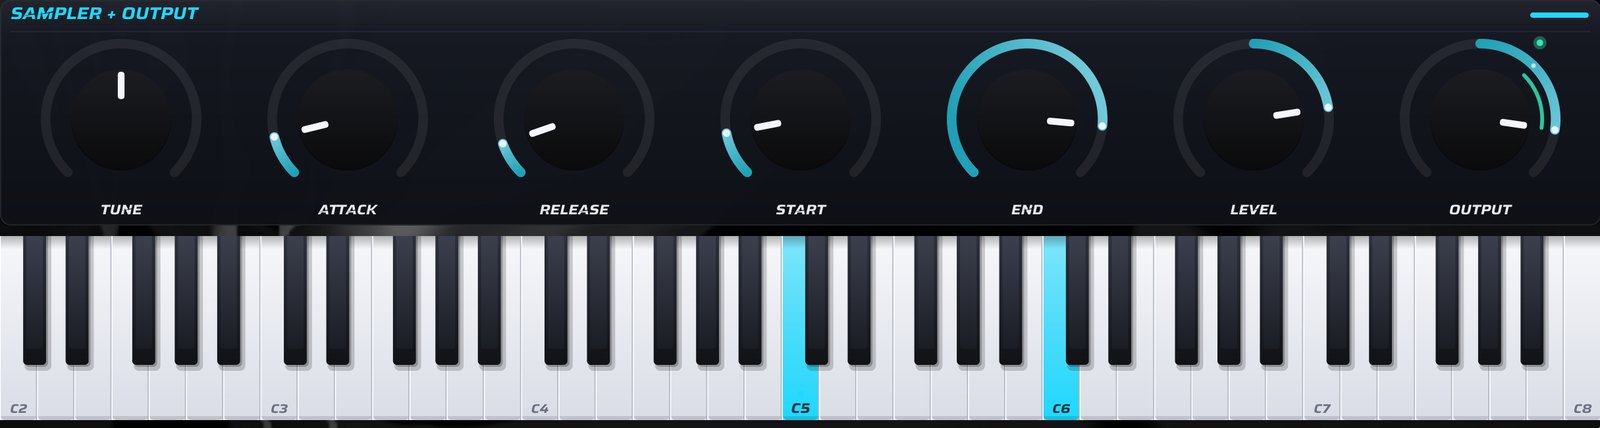 SAMPLER + OUTPUT
TUNE ATTACK RELEASE START END LEVEL OUTPUT
C2 C3 C4 C5 C6 C7 C8